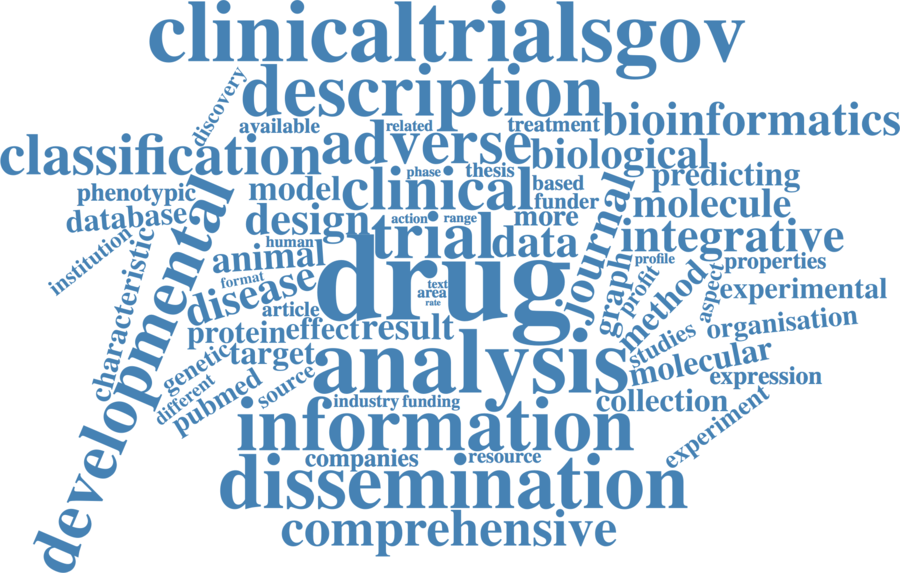 clinicaltrialsgov
description
discovery
available
related
treatment
bioinformatics
classification
adverse
biological
phase
thesis
phenotypic
model
clinical
based
predicting
database
funder
molecule
design
action
range
more
institution
developmental
characteristic
human
animal
trial
data
journal
integrative
format
disease
drug
text
area
rate
graph
profit
profile
method
aspect
properties
experimental
article
protein
effect
result
studies
organisation
genetic
target
analysis
molecular
different
pubmed
source
expression
industry funding
collection
information
experiment
companies
resource
dissemination
comprehensive